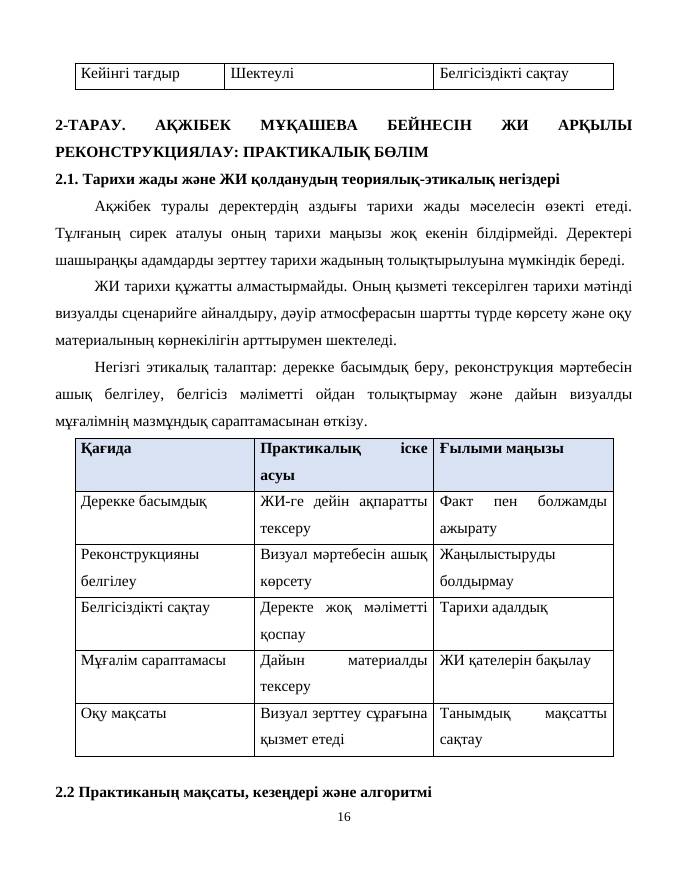 Кейінгі тағдыр Шектеулі Белгісіздікті сақтау
2-ТАРАУ. АҚЖІБЕК МҰҚАШЕВА БЕЙНЕСІН ЖИ АРҚЫЛЫ
РЕКОНСТРУКЦИЯЛАУ: ПРАКТИКАЛЫҚ БӨЛІМ
2.1. Тарихи жады және ЖИ қолданудың теориялық-этикалық негіздері
Ақжібек туралы деректердің аздығы тарихи жады мәселесін өзекті етеді.
Тұлғаның сирек аталуы оның тарихи маңызы жоқ екенін білдірмейді. Деректері
шашыраңқы адамдарды зерттеу тарихи жадының толықтырылуына мүмкіндік береді.
ЖИ тарихи құжатты алмастырмайды. Оның қызметі тексерілген тарихи мәтінді
визуалды сценарийге айналдыру, дәуір атмосферасын шартты түрде көрсету және оқу
материалының көрнекілігін арттырумен шектеледі.
Негізгі этикалық талаптар: дерекке басымдық беру, реконструкция мәртебесін
ашық белгілеу, белгісіз мәліметті ойдан толықтырмау және дайын визуалды
мұғалімнің мазмұндық сараптамасынан өткізу.
Қағида Практикалық іске Ғылыми маңызы
асуы
Дерекке басымдық ЖИ-ге дейін ақпаратты Факт пен болжамды
тексеру ажырату
Реконструкцияны Визуал мәртебесін ашық Жаңылыстыруды
белгілеу көрсету болдырмау
Белгісіздікті сақтау Деректе жоқ мәліметті Тарихи адалдық
қоспау
Мұғалім сараптамасы Дайын материалды ЖИ қателерін бақылау
тексеру
Оқу мақсаты Визуал зерттеу сұрағына Танымдық мақсатты
қызмет етеді сақтау
2.2 Практиканың мақсаты, кезеңдері және алгоритмі
16